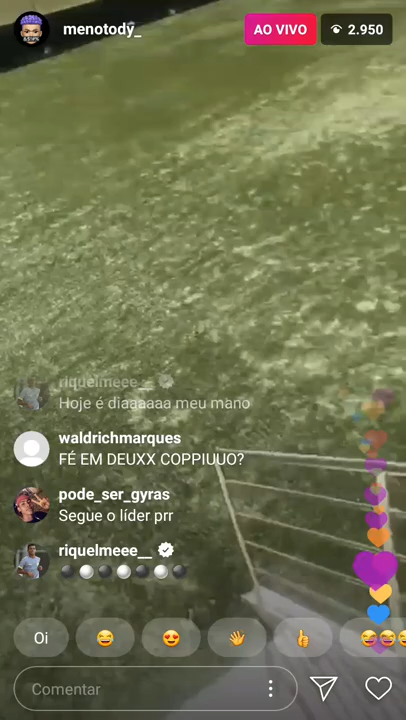 menotody_
AO VIVO
2.950
riquelmeee__
Hoje é diaaaaaa meu mano
waldrichmarques
FÉ EM DEUXX COPPIUUO?
pode_ser_gyras
Segue o líder prr
riquelmeee__
⚫⚪⚫⚪⚫⚪⚫
Oi
Comentar